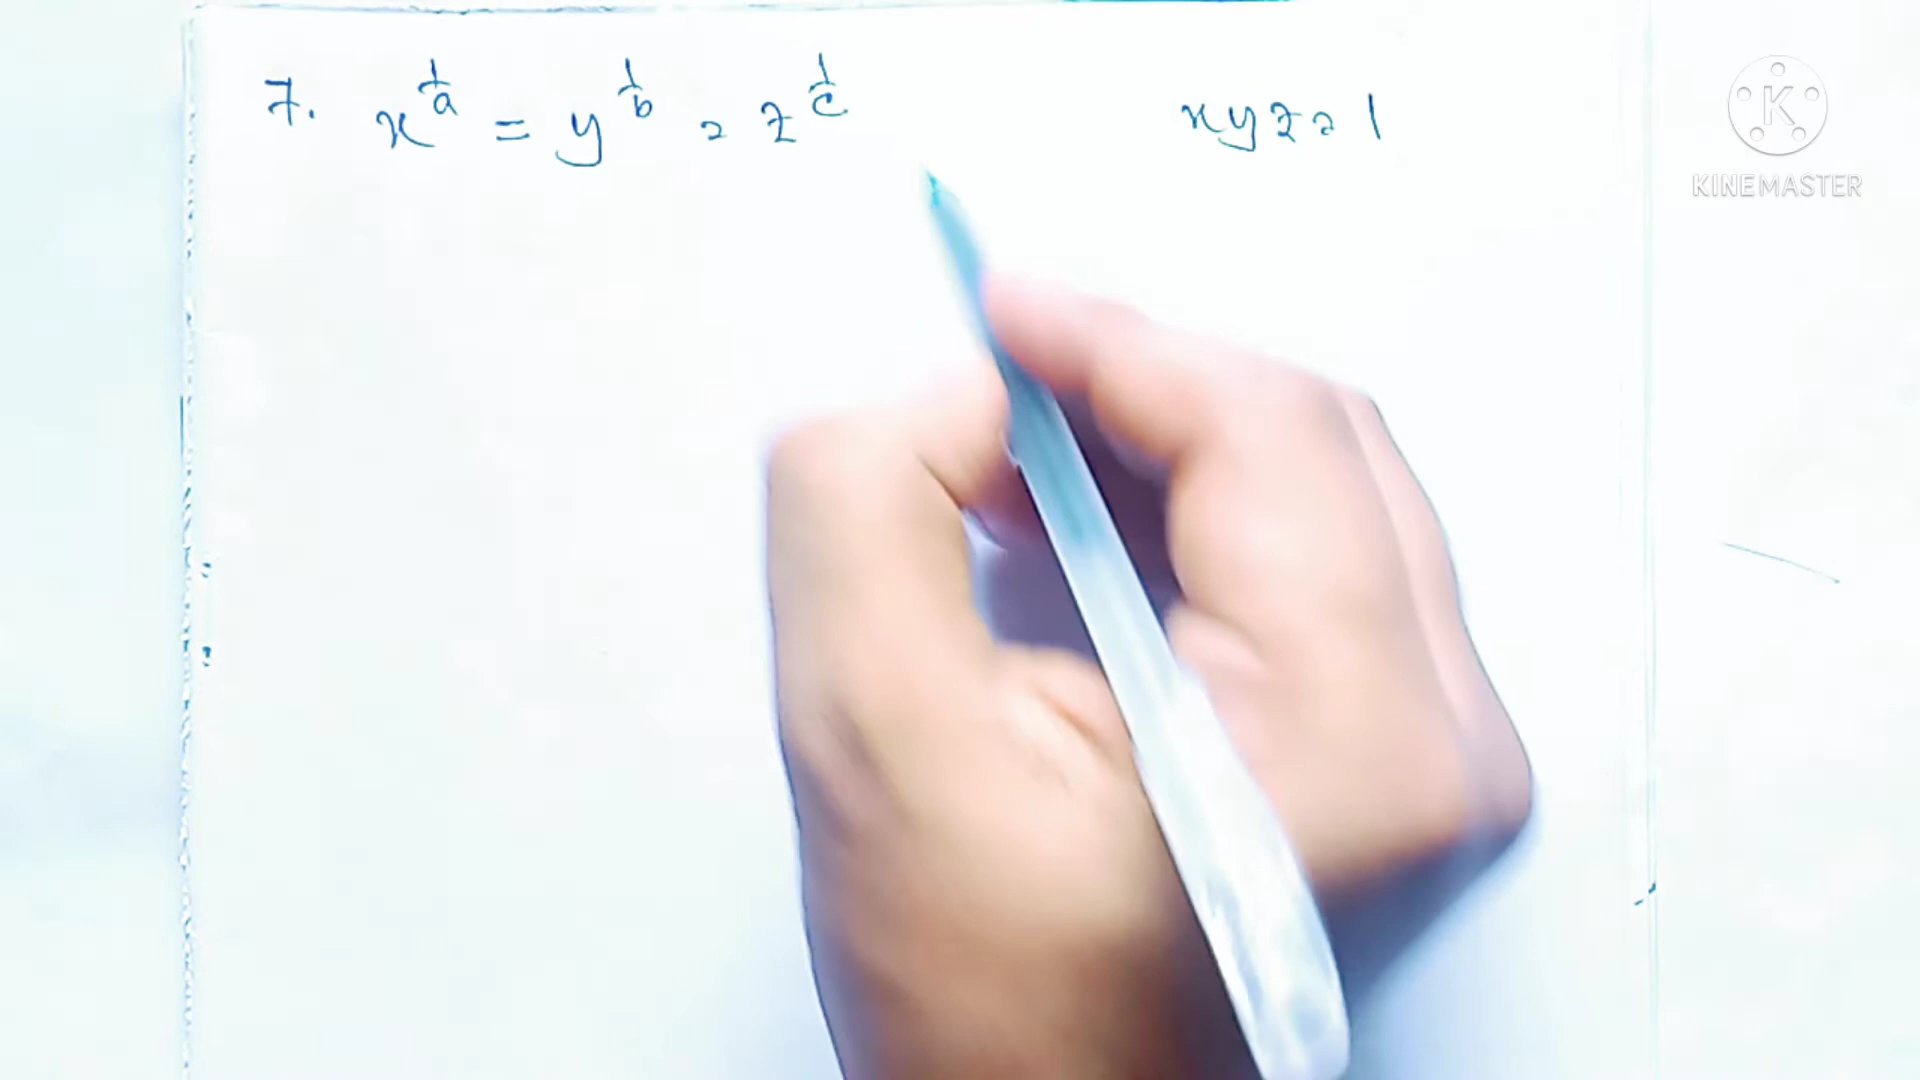 7. x^{1/a} = y^{1/b} = z^{1/c} xyz = 1
K
KINEMASTER